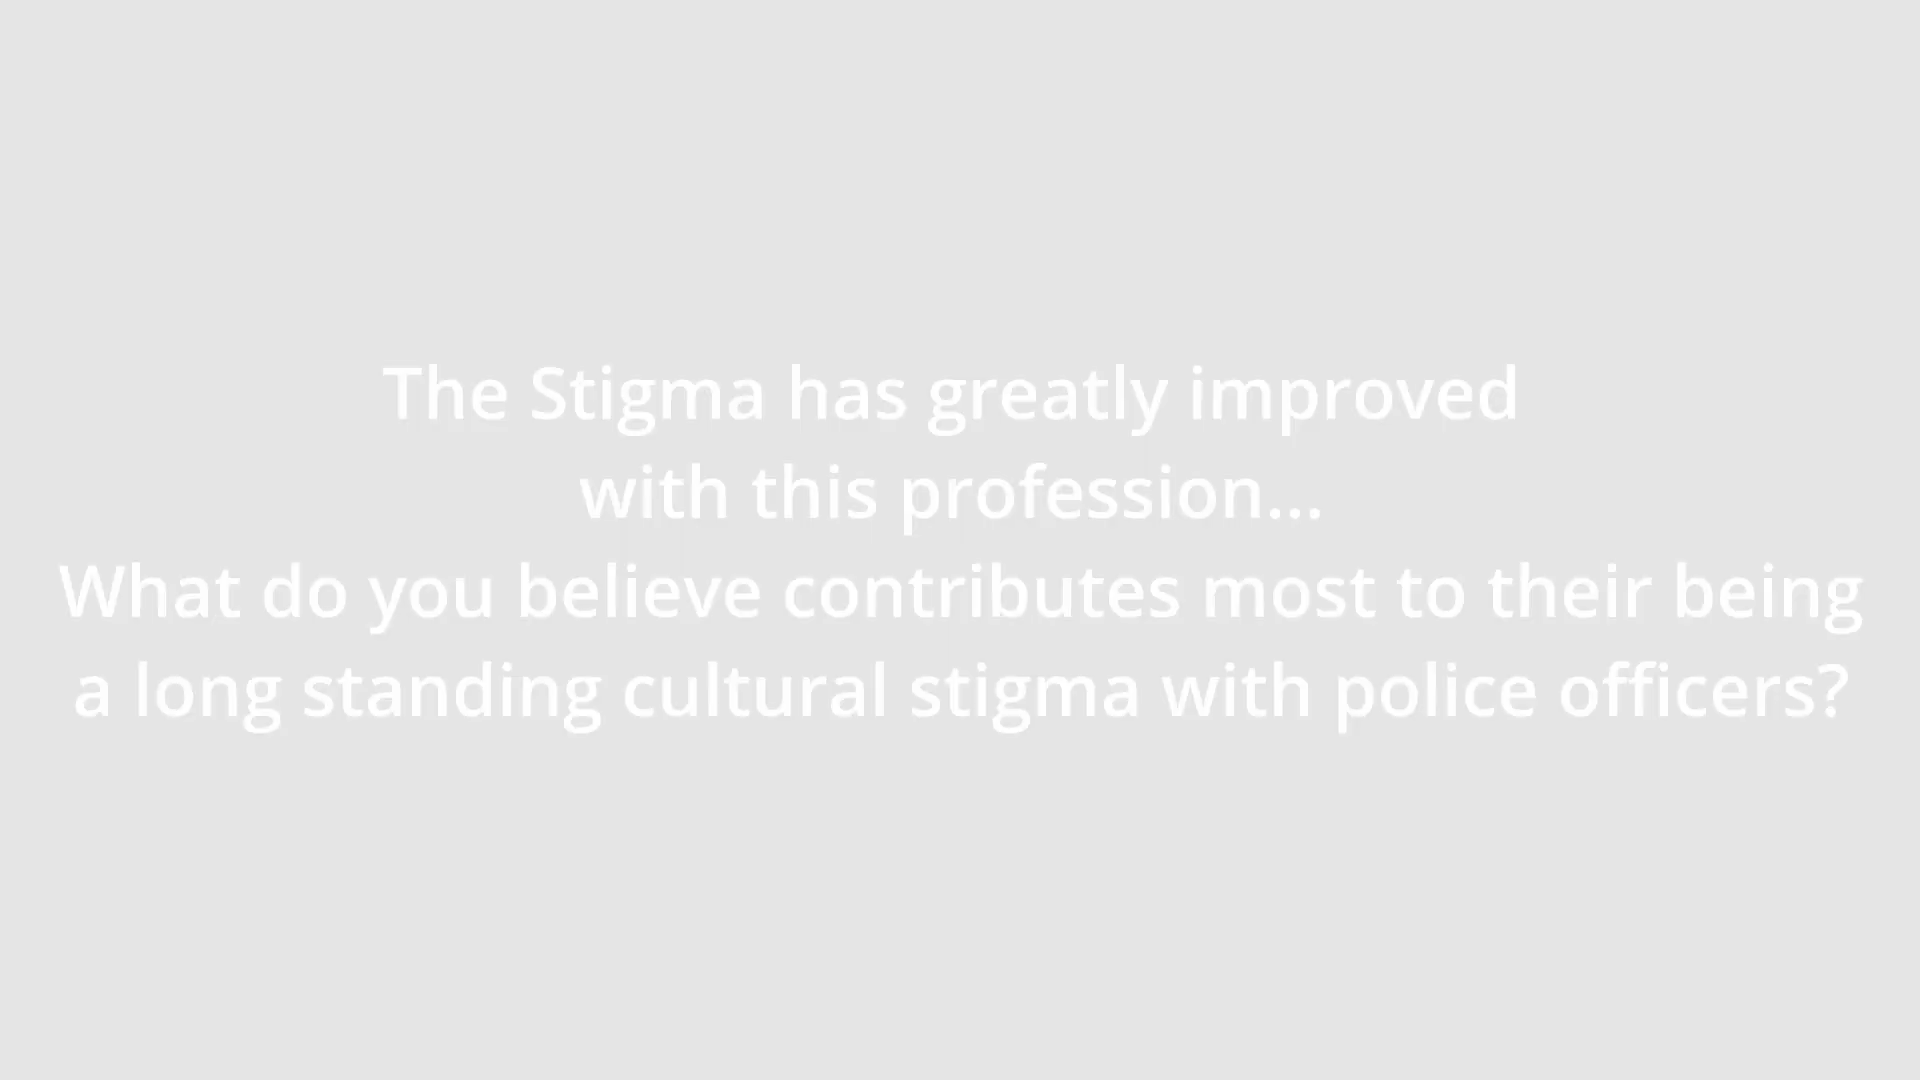 The Stigma has greatly improved
with this profession...
What do you believe contributes most to their being
a long standing cultural stigma with police officers?